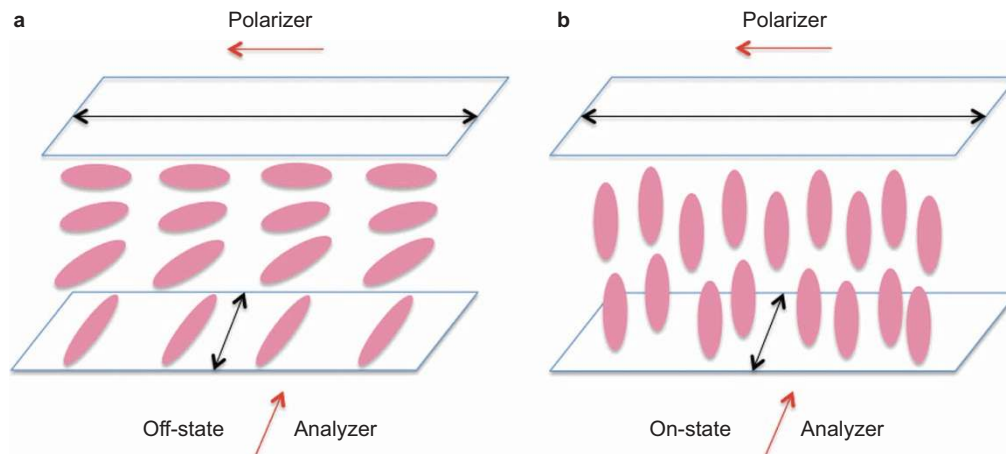 a
Polarizer
Off-state
Analyzer
b
Polarizer
On-state
Analyzer